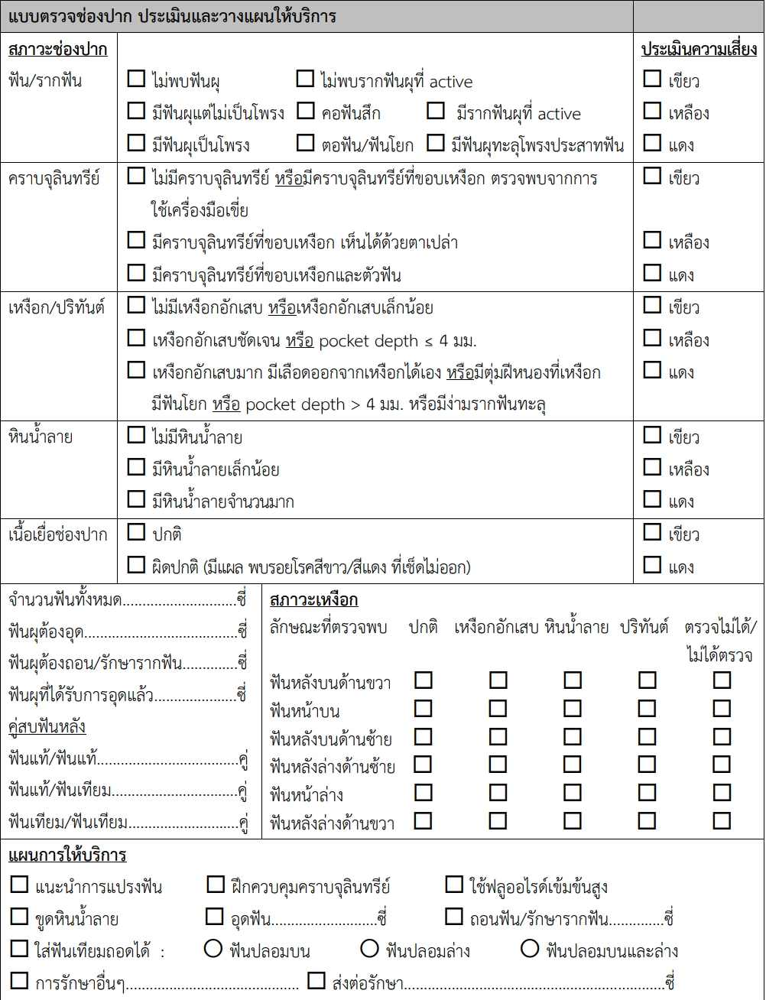 แบบตรวจช่องปาก ประเมินและวางแผนให้บริการ
สภาวะช่องปาก ประเมินความเสี่ยง
ฟัน/รากฟัน ☐ ไม่พบฟันผุ ☐ ไม่พบรากฟันผุที่ active ☐ เขียว
☐ มีฟันผุแต่ไม่เป็นโพรง ☐ คอฟันสึก ☐ มีรากฟันผุที่ active ☐ เหลือง
☐ มีฟันผุเป็นโพรง ☐ ตอฟัน/ฟันโยก ☐ มีฟันผุทะลุโพรงประสาทฟัน ☐ แดง
คราบจุลินทรีย์ ☐ ไม่มีคราบจุลินทรีย์ หรือมีคราบจุลินทรีย์ที่ขอบเหงือก ตรวจพบจากการ ☐ เขียว
ใช้เครื่องมือเขี่ย
☐ มีคราบจุลินทรีย์ที่ขอบเหงือก เห็นได้ด้วยตาเปล่า ☐ เหลือง
☐ มีคราบจุลินทรีย์ที่ขอบเหงือกและตัวฟัน ☐ แดง
เหงือก/ปริทันต์ ☐ ไม่มีเหงือกอักเสบ หรือเหงือกอักเสบเล็กน้อย ☐ เขียว
☐ เหงือกอักเสบชัดเจน หรือ pocket depth ≤ 4 มม. ☐ เหลือง
☐ เหงือกอักเสบมาก มีเลือดออกจากเหงือกได้เอง หรือมีตุ่มฝีหนองที่เหงือก ☐ แดง
มีฟันโยก หรือ pocket depth > 4 มม. หรือมีง่ามรากฟันทะลุ
หินน้ำลาย ☐ ไม่มีหินน้ำลาย ☐ เขียว
☐ มีหินน้ำลายเล็กน้อย ☐ เหลือง
☐ มีหินน้ำลายจำนวนมาก ☐ แดง
เนื้อเยื่อช่องปาก ☐ ปกติ ☐ เขียว
☐ ผิดปกติ (มีแผล พบรอยโรคสีขาว/สีแดง ที่เช็ดไม่ออก) ☐ แดง
จำนวนฟันทั้งหมด.............................ซี่
ฟันผุต้องอุด.......................................ซี่
ฟันผุต้องถอน/รักษารากฟัน..............ซี่
ฟันผุที่ได้รับการอุดแล้ว.....................ซี่
คู่สบฟันหลัง
ฟันแท้/ฟันแท้....................................คู่
ฟันแท้/ฟันเทียม................................คู่
ฟันเทียม/ฟันเทียม............................คู่
สภาวะเหงือก
ลักษณะที่ตรวจพบ ปกติ เหงือกอักเสบ หินน้ำลาย ปริทันต์ ตรวจไม่ได้/
ไม่ได้ตรวจ
ฟันหลังบนด้านขวา ☐ ☐ ☐ ☐ ☐
ฟันหน้าบน ☐ ☐ ☐ ☐ ☐
ฟันหลังบนด้านซ้าย ☐ ☐ ☐ ☐ ☐
ฟันหลังล่างด้านซ้าย ☐ ☐ ☐ ☐ ☐
ฟันหน้าล่าง ☐ ☐ ☐ ☐ ☐
ฟันหลังล่างด้านขวา ☐ ☐ ☐ ☐ ☐
แผนการให้บริการ
☐ แนะนำการแปรงฟัน ☐ ฝึกควบคุมคราบจุลินทรีย์ ☐ ใช้ฟลูออไรด์เข้มข้นสูง
☐ ขูดหินน้ำลาย ☐ อุดฟัน...........................ซี่ ☐ ถอนฟัน/รักษารากฟัน..............ซี่
☐ ใส่ฟันเทียมถอดได้ : ○ ฟันปลอมบน ○ ฟันปลอมล่าง ○ ฟันปลอมบนและล่าง
☐ การรักษาอื่นๆ............................................ ☐ ส่งต่อรักษา..................................................................ซี่